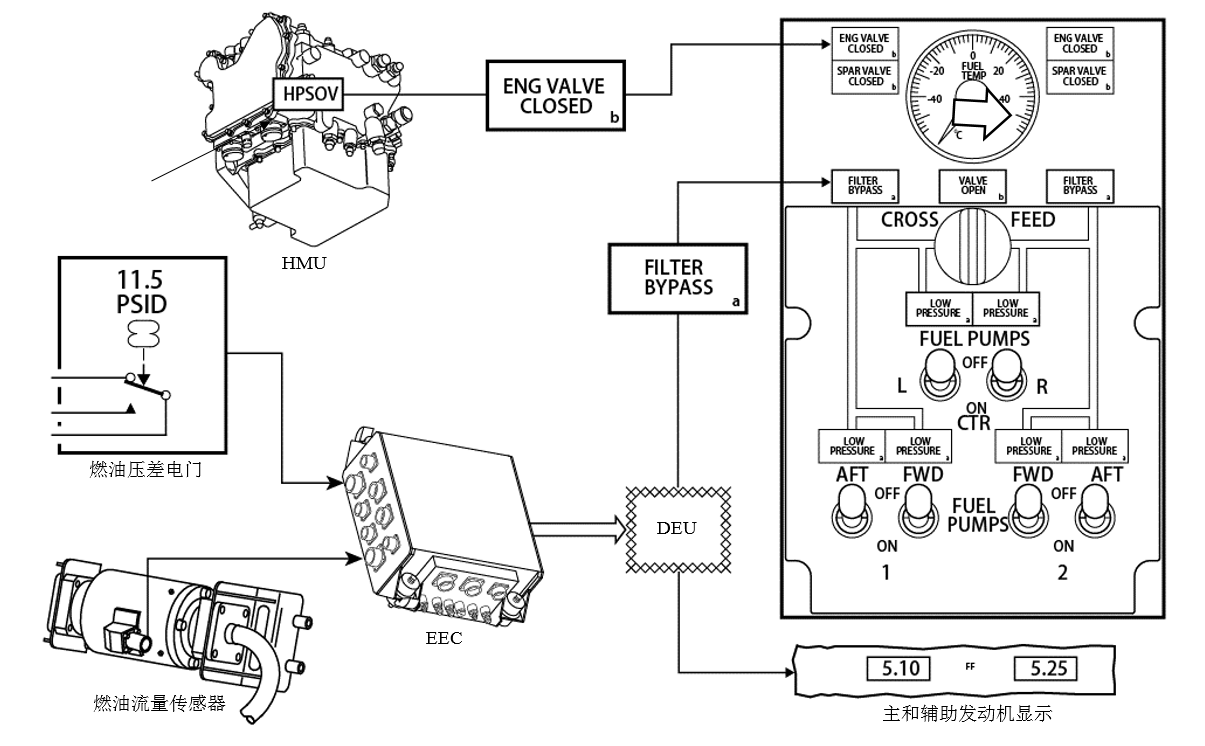 HPSOV
ENG VALVE
CLOSED
b
HMU
11.5
PSID
燃油压差电门
燃油流量传感器
EEC
FILTER
BYPASS
a
DEU
ENG VALVE
CLOSED
b
SPAR VALVE
CLOSED
b
0
-20
FUEL
TEMP
20
-40
40
°C
ENG VALVE
CLOSED
b
SPAR VALVE
CLOSED
b
FILTER
BYPASS
a
VALVE
OPEN
b
FILTER
BYPASS
a
CROSS FEED
LOW
PRESSURE
a
LOW
PRESSURE
a
FUEL PUMPS
OFF
L R
ON
CTR
LOW
PRESSURE
a
LOW
PRESSURE
a
LOW
PRESSURE
a
LOW
PRESSURE
a
AFT FWD FWD AFT
OFF OFF
FUEL
PUMPS
ON ON
1 2
5.10 FF 5.25
主和辅助发动机显示